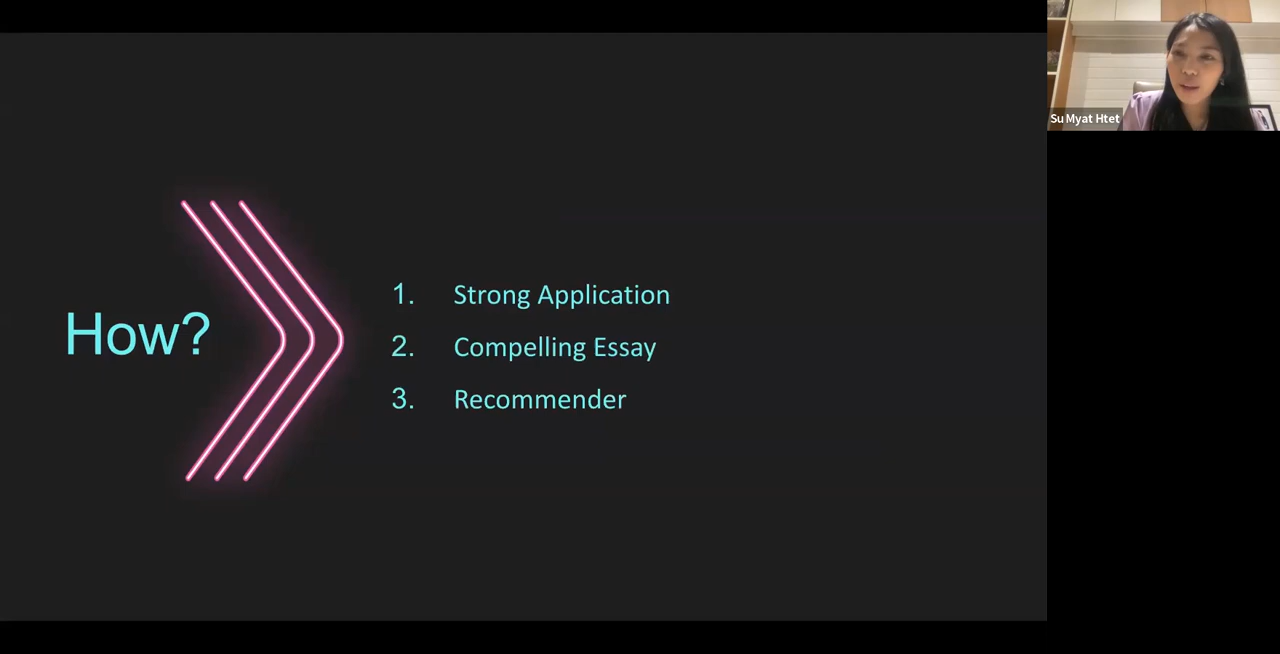 How?
1. Strong Application
2. Compelling Essay
3. Recommender
Su Myat Htet